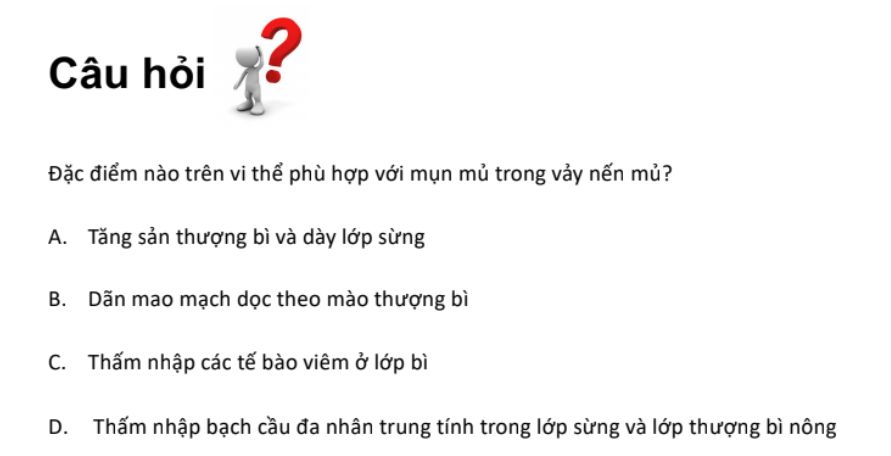 Câu hỏi
Đặc điểm nào trên vi thể phù hợp với mụn mủ trong vảy nến mủ?
A. Tăng sản thượng bì và dày lớp sừng
B. Dãn mao mạch dọc theo mào thượng bì
C. Thấm nhập các tế bào viêm ở lớp bì
D. Thấm nhập bạch cầu đa nhân trung tính trong lớp sừng và lớp thượng bì nông